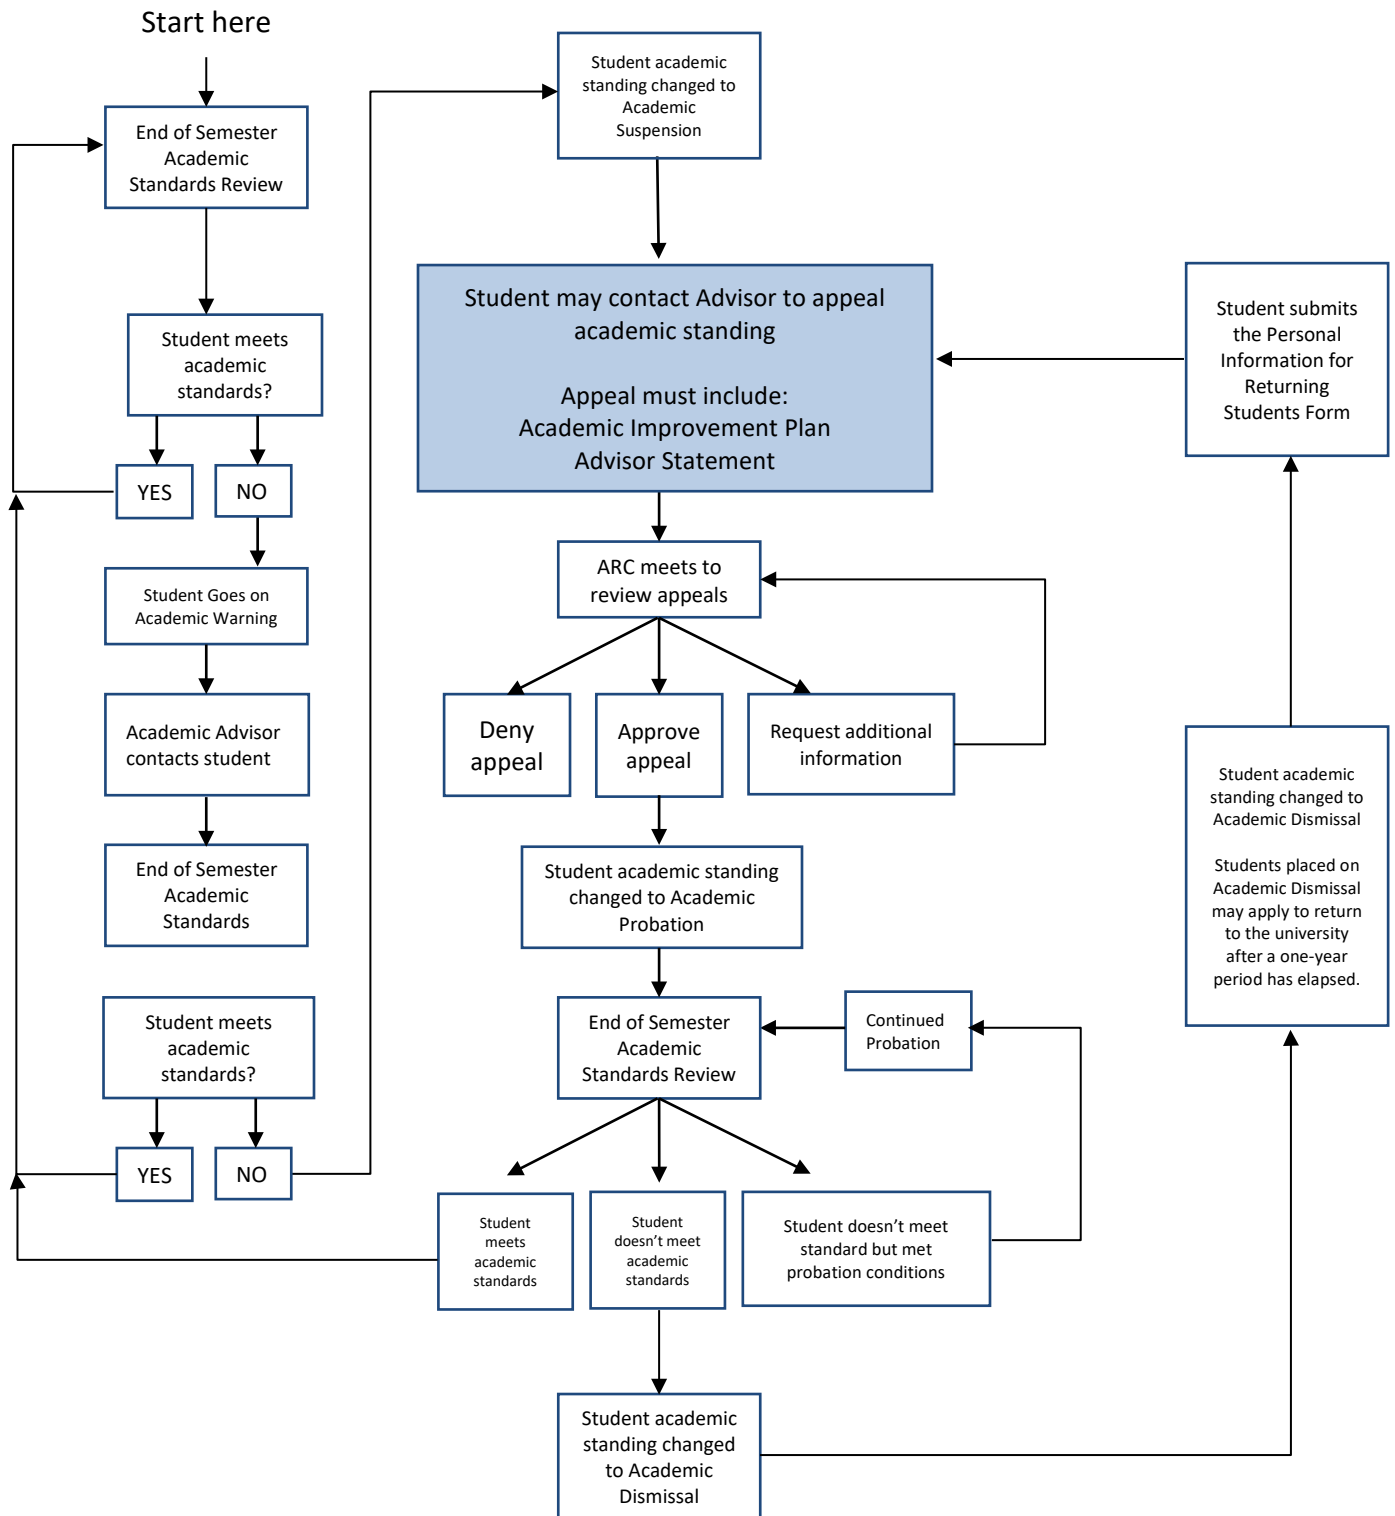 Start here
End of Semester
Academic
Standards Review
Student meets
academic
standards?
YES
NO
Student Goes on
Academic Warning
Academic Advisor
contacts student
End of Semester
Academic
Standards
Student meets
academic
standards?
YES
NO
Student academic
standing changed to
Academic
Suspension
Student may contact Advisor to appeal
academic standing
Appeal must include:
Academic Improvement Plan
Advisor Statement
ARC meets to
review appeals
Deny
appeal
Approve
appeal
Request additional
information
Student academic standing
changed to Academic
Probation
End of Semester
Academic
Standards Review
Continued
Probation
Student
meets
academic
standards
Student
doesn’t meet
academic
standards
Student doesn’t meet
standard but met
probation conditions
Student academic
standing changed
to Academic
Dismissal
Student academic
standing changed to
Academic Dismissal
Students placed on
Academic Dismissal
may apply to return
to the university
after a one-year
period has elapsed.
Student submits
the Personal
Information for
Returning
Students Form